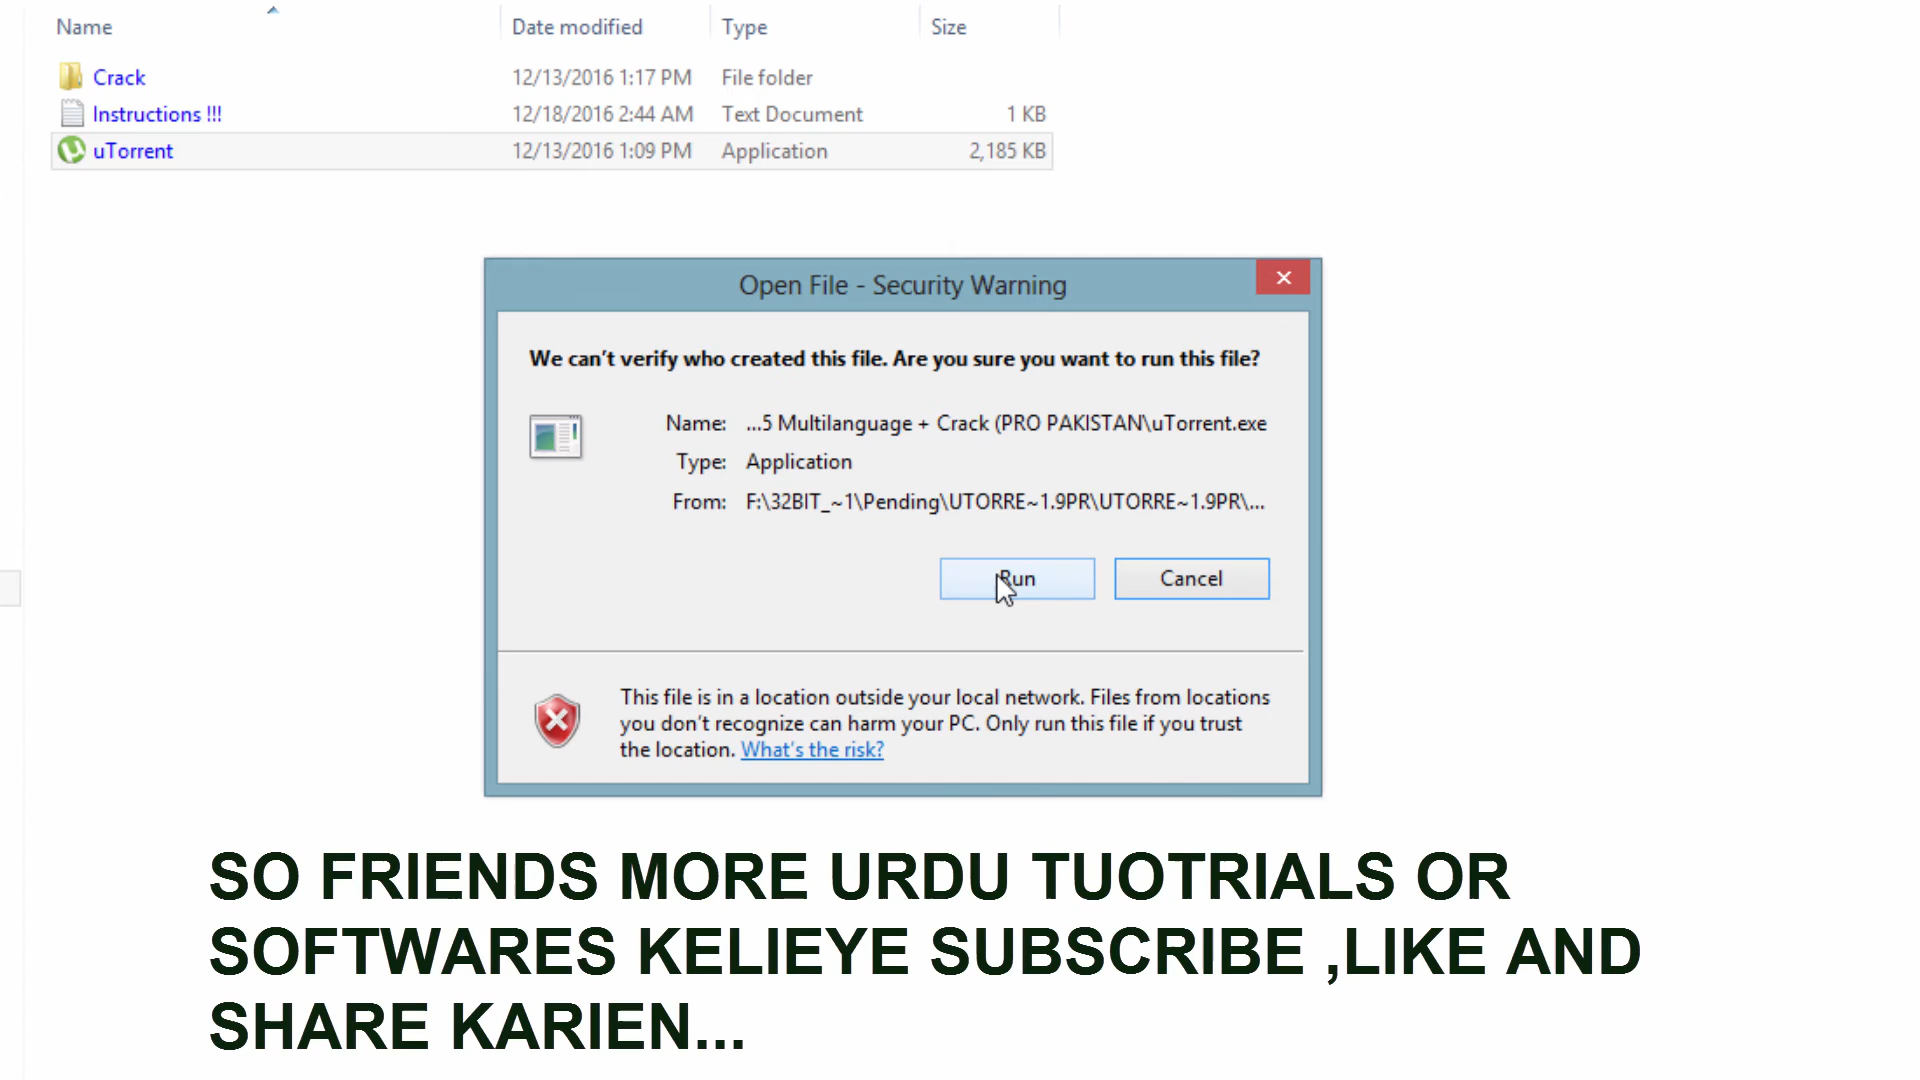 Name Date modified Type Size
Crack 12/13/2016 1:17 PM File folder
Instructions !!! 12/18/2016 2:44 AM Text Document 1 KB
uTorrent 12/13/2016 1:09 PM Application 2,185 KB
Open File - Security Warning
We can't verify who created this file. Are you sure you want to run this file?
Name: ...5 Multilanguage + Crack (PRO PAKISTAN\uTorrent.exe
Type: Application
From: F:\32BIT_~1\Pending\UTORRE~1.9PR\UTORRE~1.9PR\...
Run Cancel
This file is in a location outside your local network. Files from locations
you don't recognize can harm your PC. Only run this file if you trust
the location. What's the risk?
SO FRIENDS MORE URDU TUOTRIALS OR
SOFTWARES KELIEYE SUBSCRIBE ,LIKE AND
SHARE KARIEN...